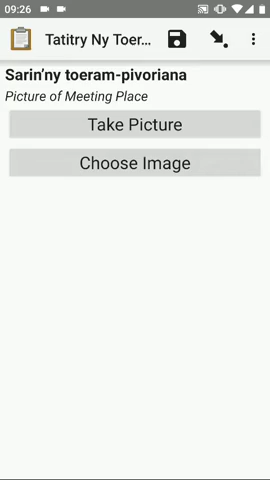 09:26
Tatitry Ny Toer...
Sarin'ny toeram-pivoriana
Picture of Meeting Place
Take Picture
Choose Image